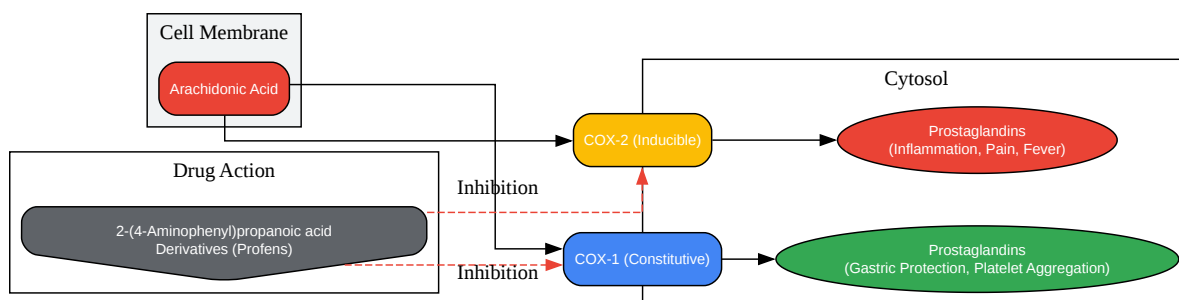 Cell Membrane
Arachidonic Acid
Cytosol
COX-2 (Inducible)
Prostaglandins
(Inflammation, Pain, Fever)
Drug Action
Inhibition
2-(4-Aminophenyl)propanoic acid
Derivatives (Profens)
Inhibition
COX-1 (Constitutive)
Prostaglandins
(Gastric Protection, Platelet Aggregation)